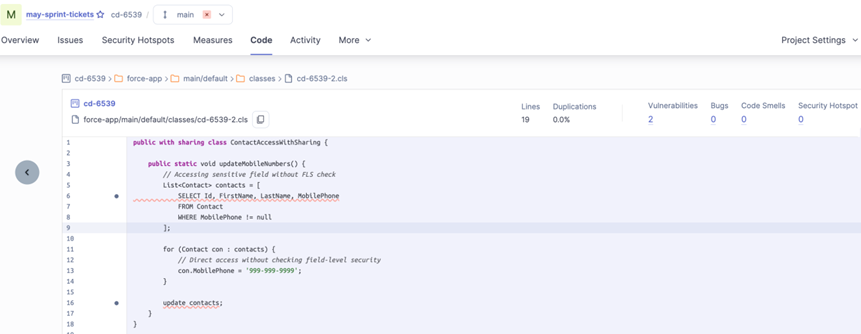 M may-sprint-tickets cd-6539 / main
Overview Issues Security Hotspots Measures Code Activity More Project Settings
cd-6539 > force-app > main/default > classes > cd-6539-2.cls
cd-6539
force-app/main/default/classes/cd-6539-2.cls
Lines Duplications Vulnerabilities Bugs Code Smells Security Hotspot
19 0.0% 2 0 0 0
1 public with sharing class ContactAccessWithSharing {
2
3 public static void updateMobileNumbers() {
4 // Accessing sensitive field without FLS check
5 List<Contact> contacts = [
6 SELECT Id, FirstName, LastName, MobilePhone
7 FROM Contact
8 WHERE MobilePhone != null
9 ];
10
11 for (Contact con : contacts) {
12 // Direct access without checking field-level security
13 con.MobilePhone = '999-999-9999';
14 }
15
16 update contacts;
17 }
18 }